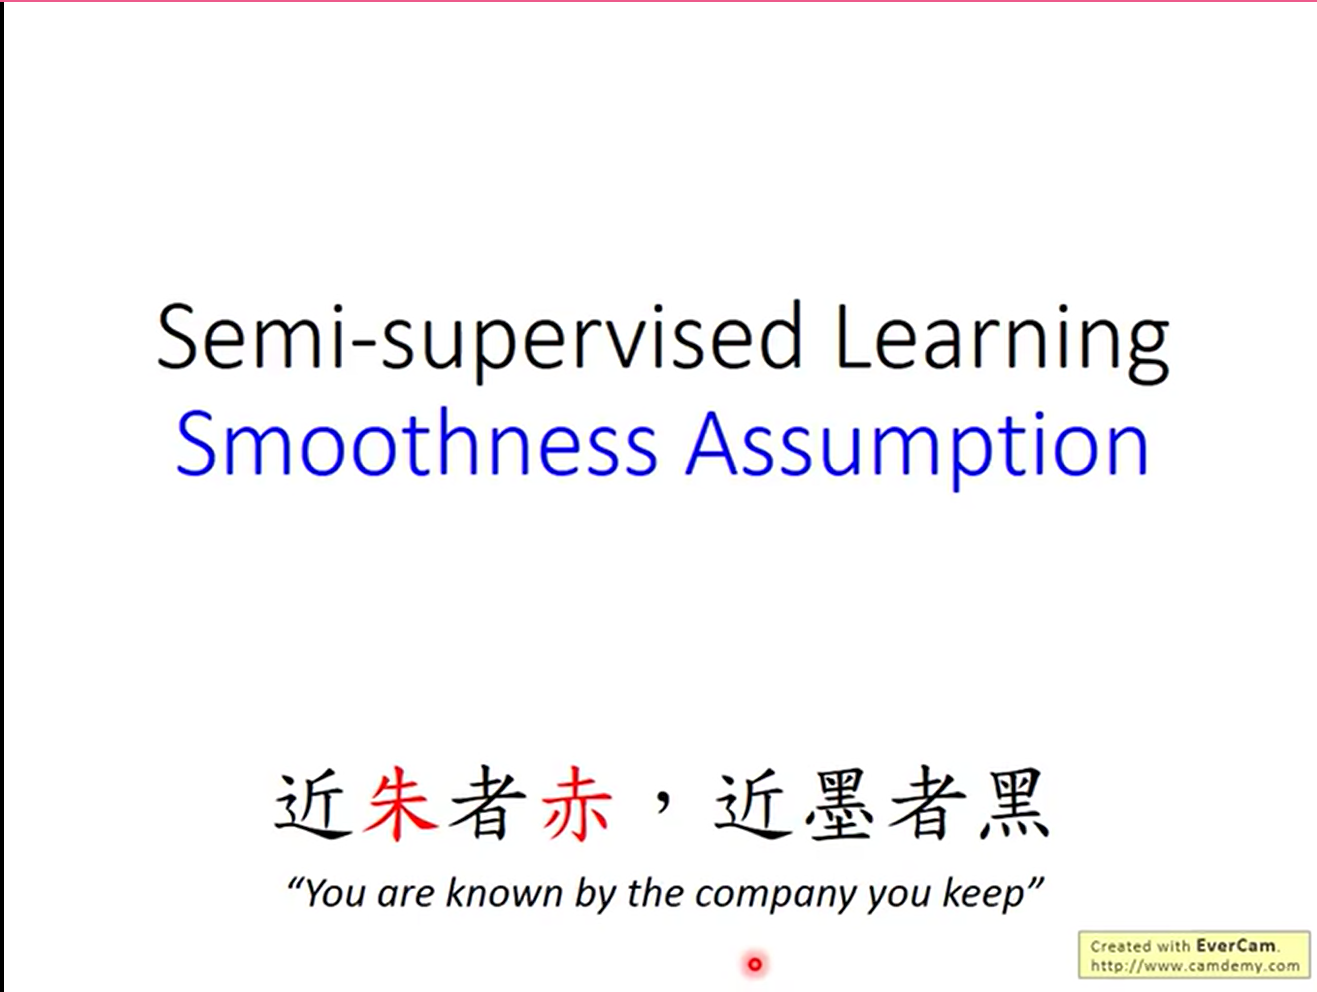 Semi-supervised Learning
Smoothness Assumption
近朱者赤，近墨者黑
“You are known by the company you keep”
Created with EverCam.
http://www.camdemy.com